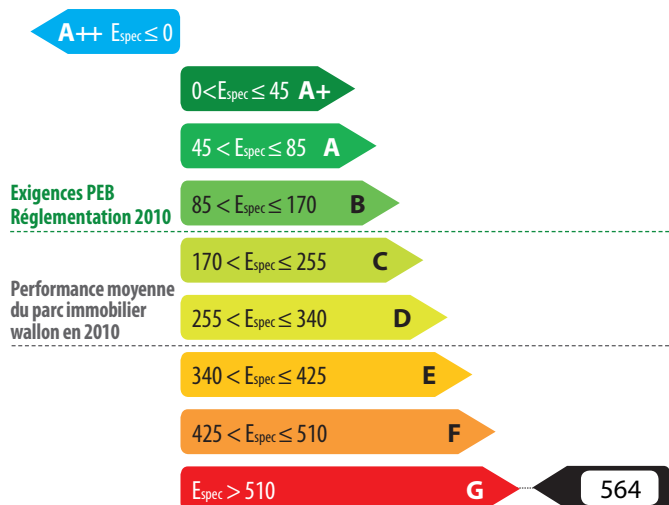 A++ Espec ≤ 0
0<Espec ≤ 45 A+
45 < Espec ≤ 85 A
Exigences PEB
Réglementation 2010
85 < Espec ≤ 170 B
170 < Espec ≤ 255 C
Performance moyenne
du parc immobilier
wallon en 2010
255 < Espec ≤ 340 D
340 < Espec ≤ 425 E
425 < Espec ≤ 510 F
Espec > 510 G 564